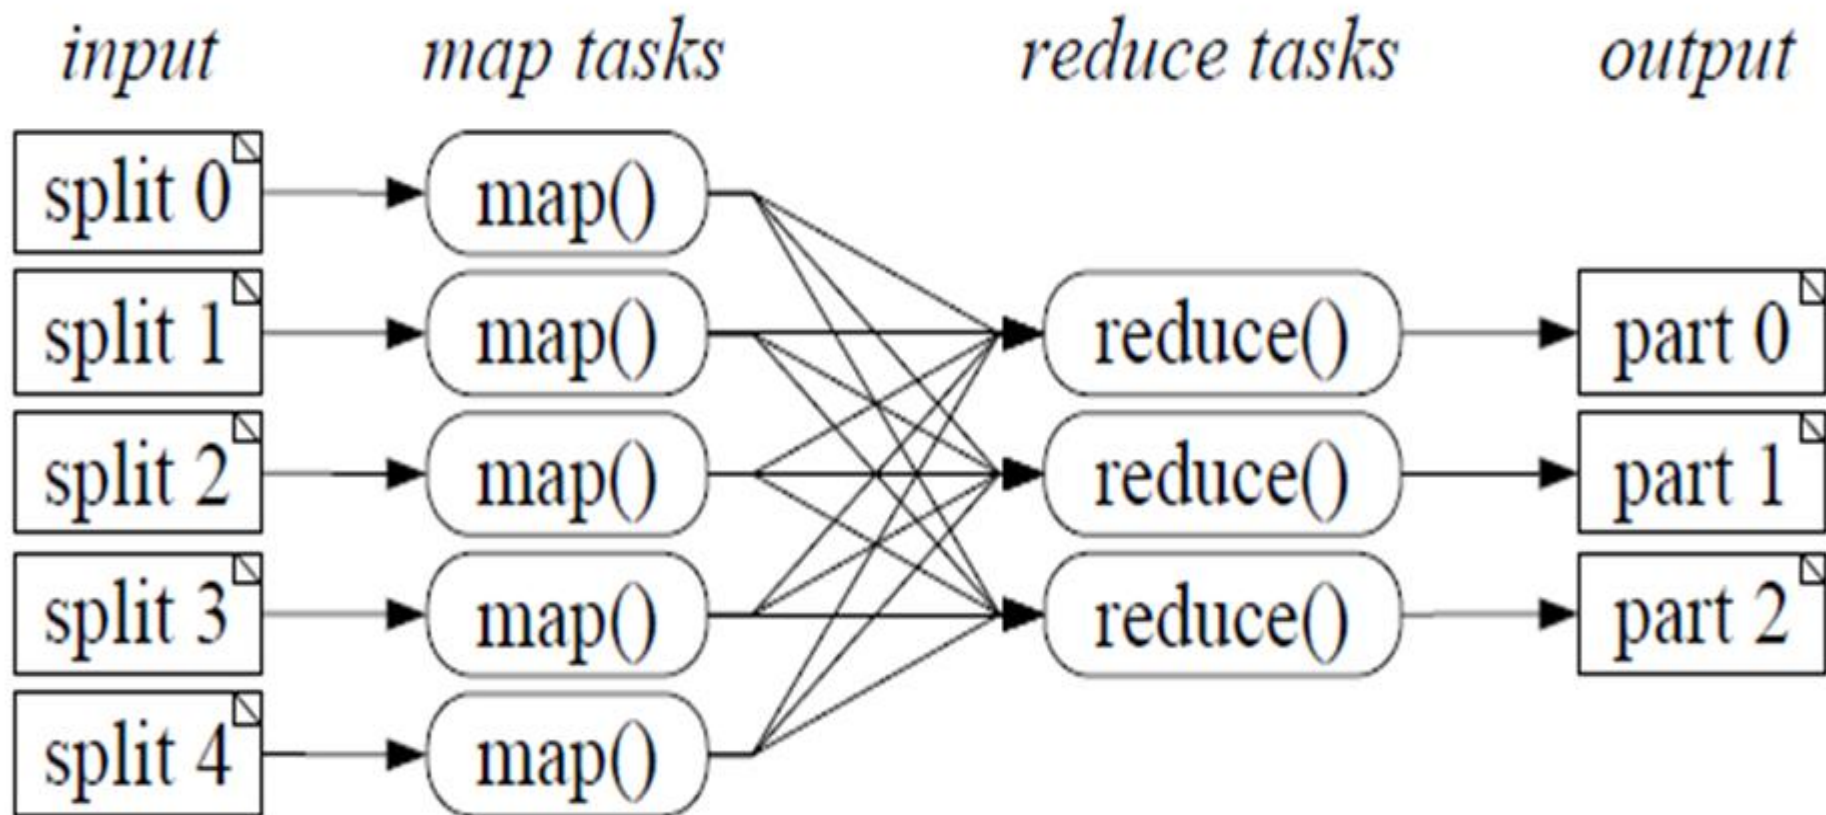 input map tasks reduce tasks output
split 0 map()
split 1 map() reduce() part 0
split 2 map() reduce() part 1
split 3 map() reduce() part 2
split 4 map()